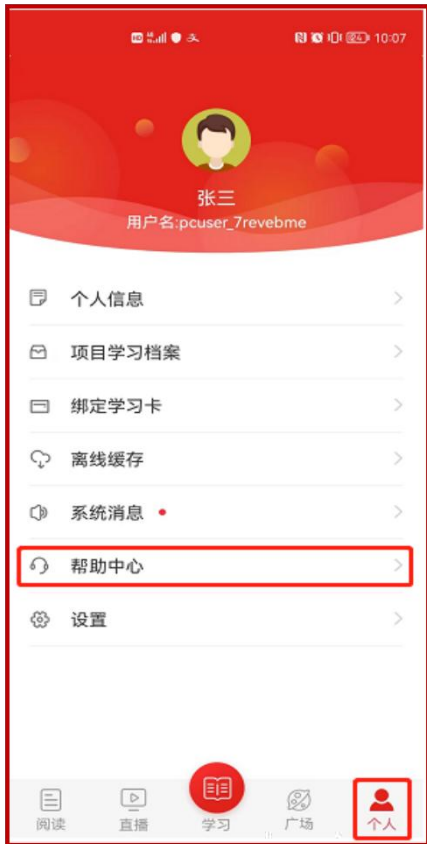 10:07
张三
用户名:pcuser_7revebme
个人信息
项目学习档案
绑定学习卡
离线缓存
系统消息
帮助中心
设置
阅读
直播
学习
广场
个人